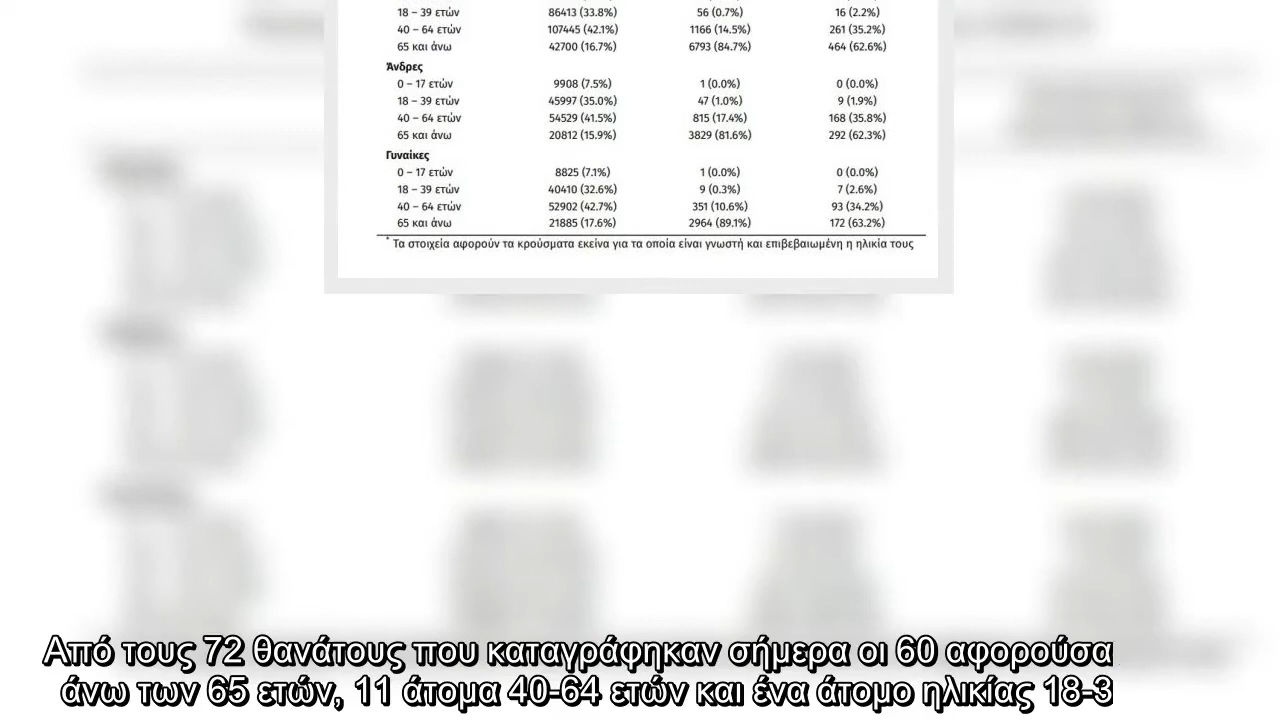 18 – 39 ετών 86413 (33.8%) 56 (0.7%) 16 (2.2%)
40 – 64 ετών 107445 (42.1%) 1166 (14.5%) 261 (35.2%)
65 και άνω 42700 (16.7%) 6793 (84.7%) 464 (62.6%)
Άνδρες
0 – 17 ετών 9908 (7.5%) 1 (0.0%) 0 (0.0%)
18 – 39 ετών 45997 (35.0%) 47 (1.0%) 9 (1.9%)
40 – 64 ετών 54529 (41.5%) 815 (17.4%) 168 (35.8%)
65 και άνω 20812 (15.9%) 3829 (81.6%) 292 (62.3%)
Γυναίκες
0 – 17 ετών 8825 (7.1%) 1 (0.0%) 0 (0.0%)
18 – 39 ετών 40410 (32.6%) 9 (0.3%) 7 (2.6%)
40 – 64 ετών 52902 (42.7%) 351 (10.6%) 93 (34.2%)
65 και άνω 21885 (17.6%) 2964 (89.1%) 172 (63.2%)
* Τα στοιχεία αφορούν τα κρούσματα εκείνα για τα οποία είναι γνωστή και επιβεβαιωμένη η ηλικία τους
Από τους 72 θανάτους που καταγράφηκαν σήμερα οι 60 αφορούσα
άνω των 65 ετών, 11 άτομα 40-64 ετών και ένα άτομο ηλικίας 18-3